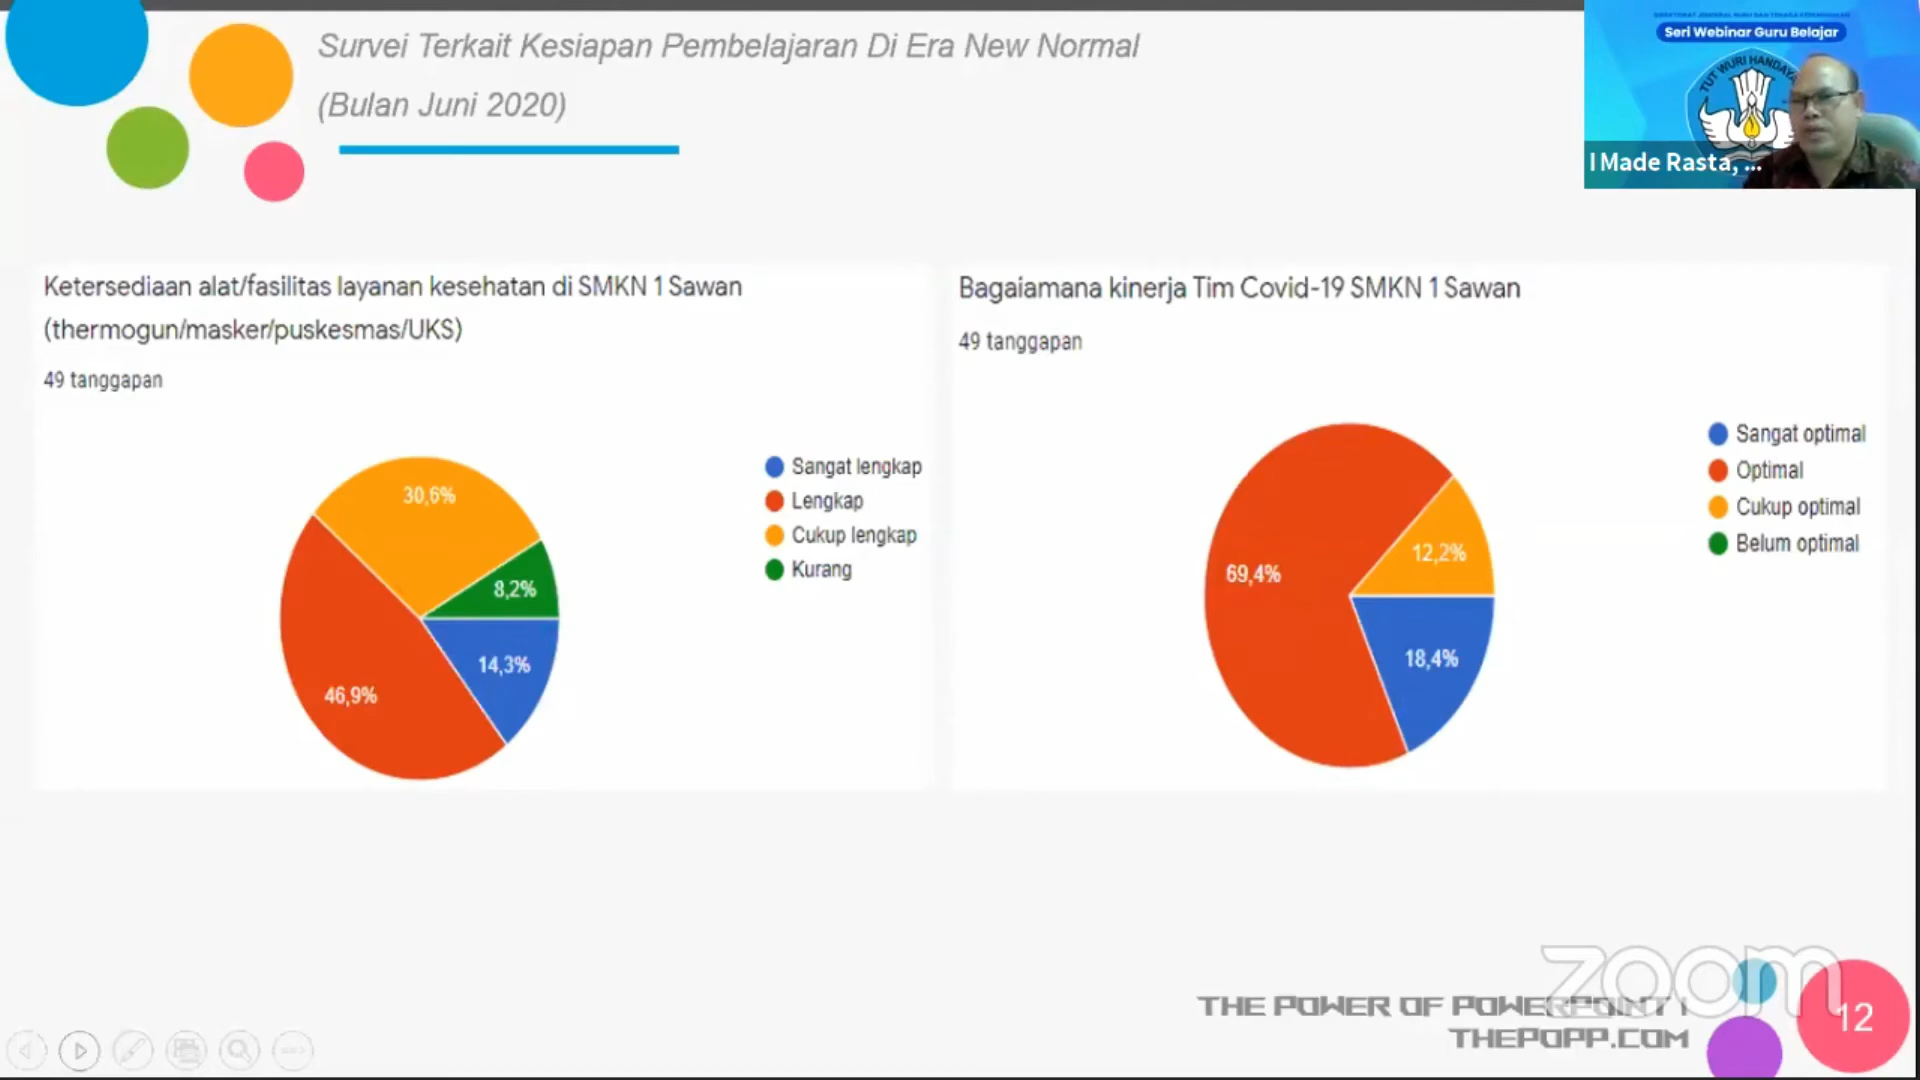 Survei Terkait Kesiapan Pembelajaran Di Era New Normal
(Bulan Juni 2020)
Seri Webinar Guru Belajar
TUT WURI HANDAYA
I Made Rasta, ...
Ketersediaan alat/fasilitas layanan kesehatan di SMKN 1 Sawan
(thermogun/masker/puskesmas/UKS)
49 tanggapan
30,6%
8,2%
14,3%
46,9%
Sangat lengkap
Lengkap
Cukup lengkap
Kurang
Bagaiamana kinerja Tim Covid-19 SMKN 1 Sawan
49 tanggapan
69,4%
12,2%
18,4%
Sangat optimal
Optimal
Cukup optimal
Belum optimal
zoom
THE POWER OF POWERPOINT |
THEPOPP.COM
12